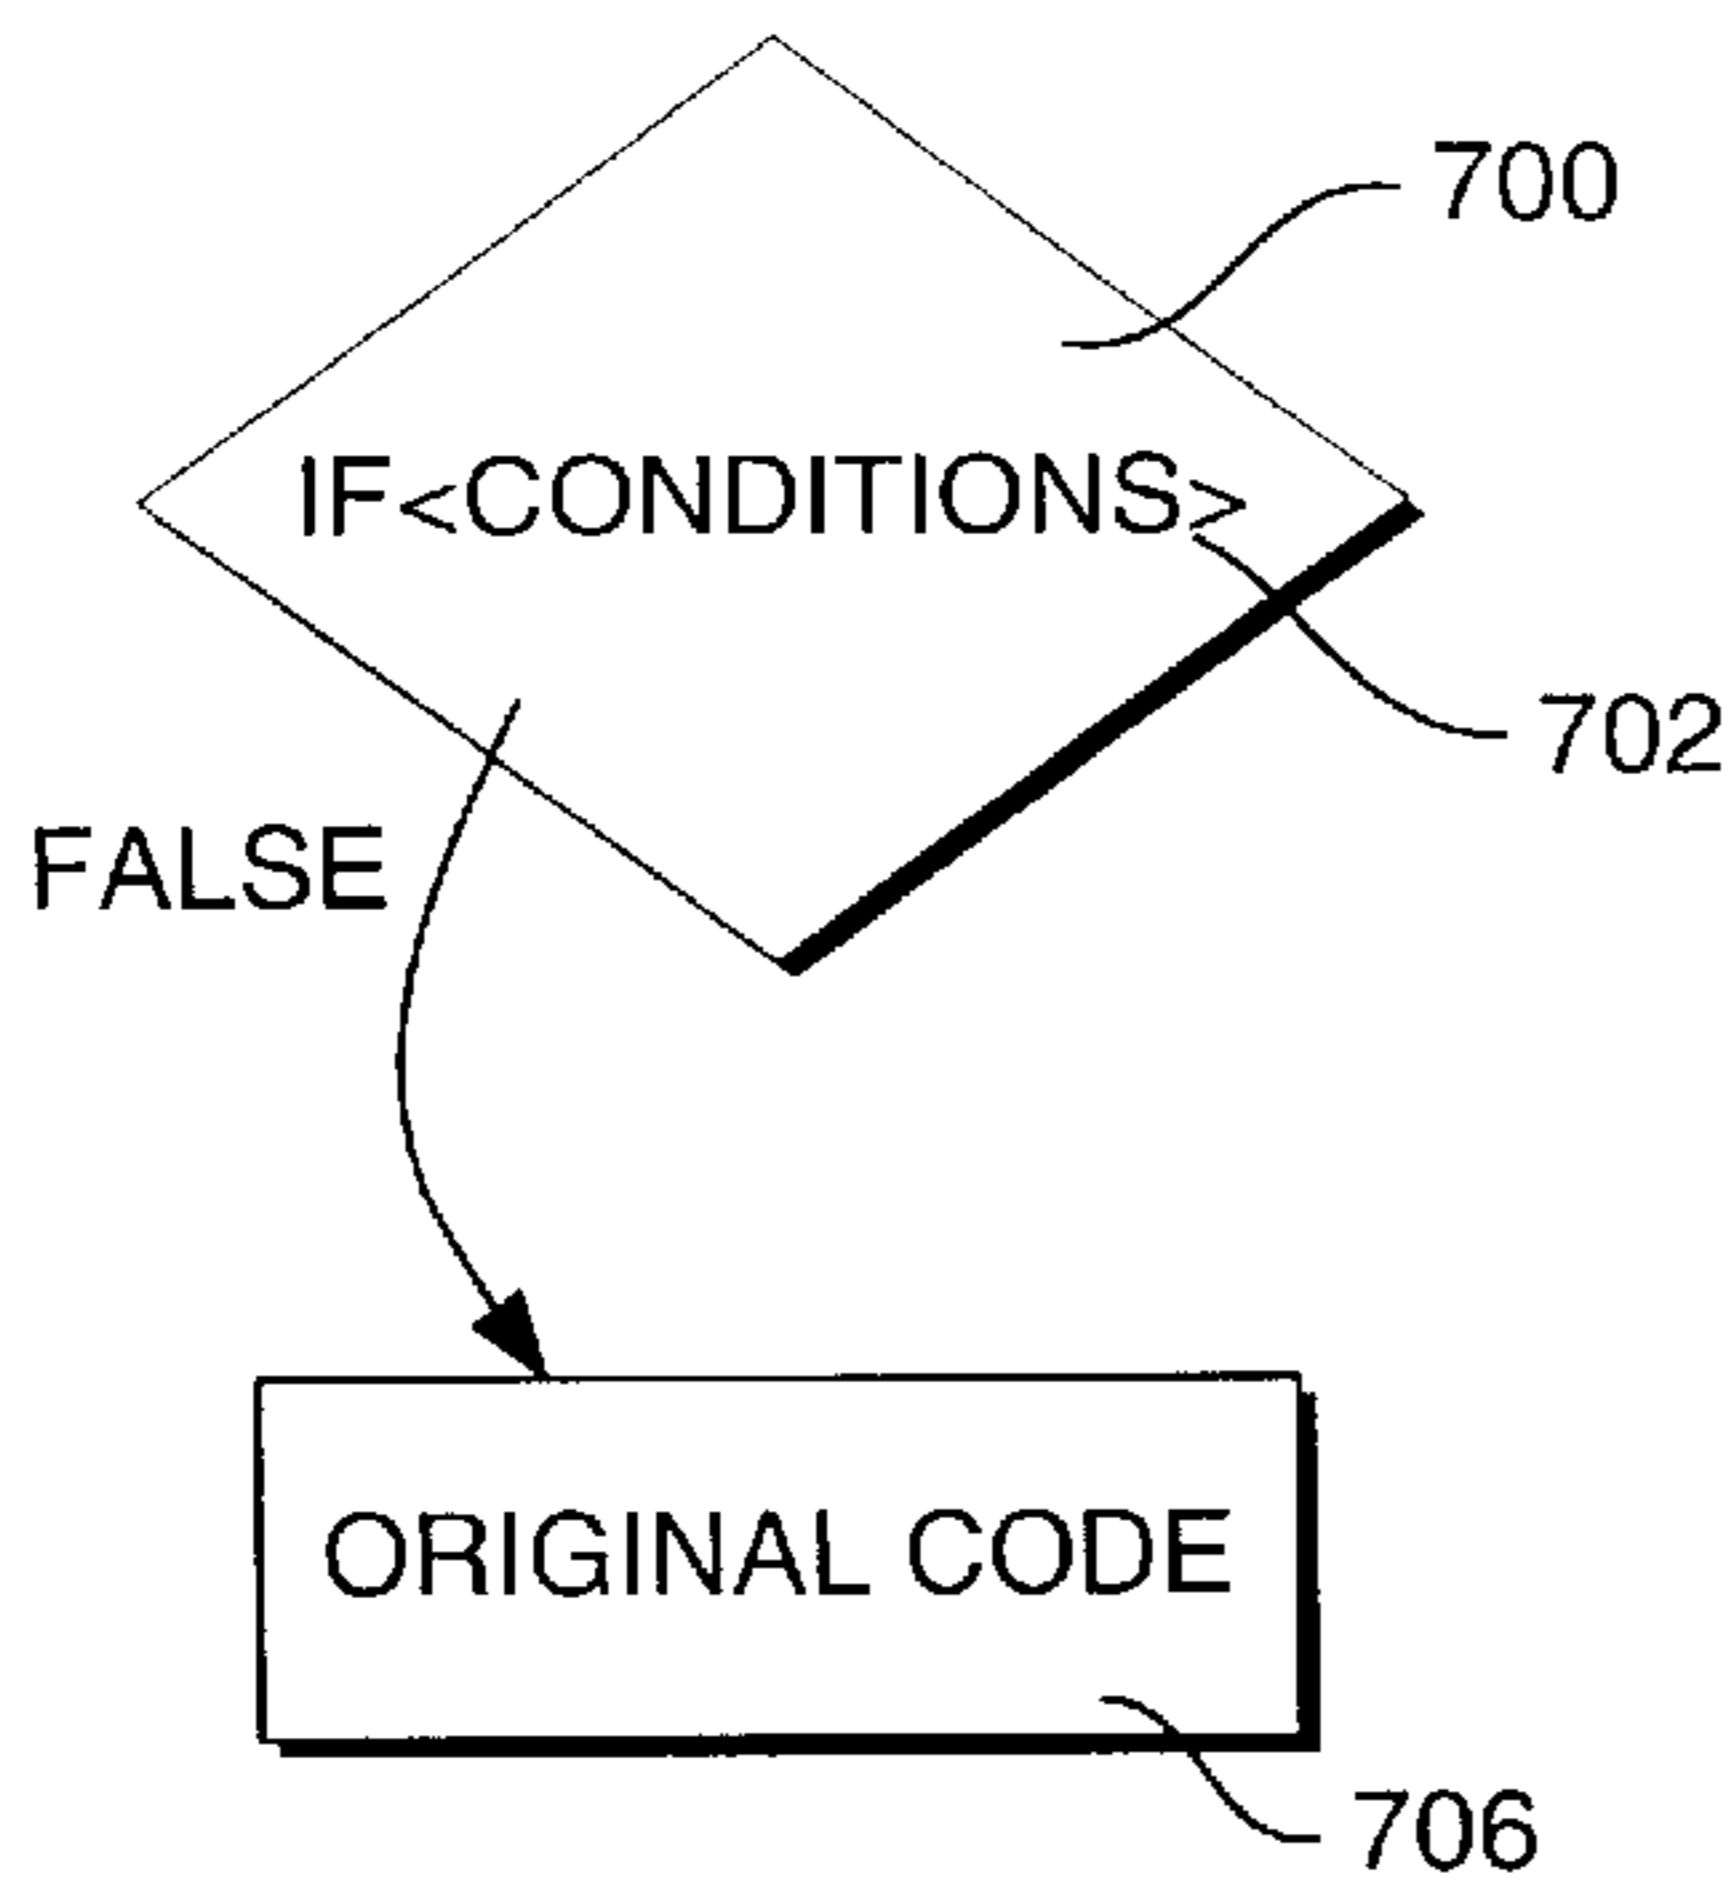 700
IF<CONDITIONS>
702
FALSE
ORIGINAL CODE
706